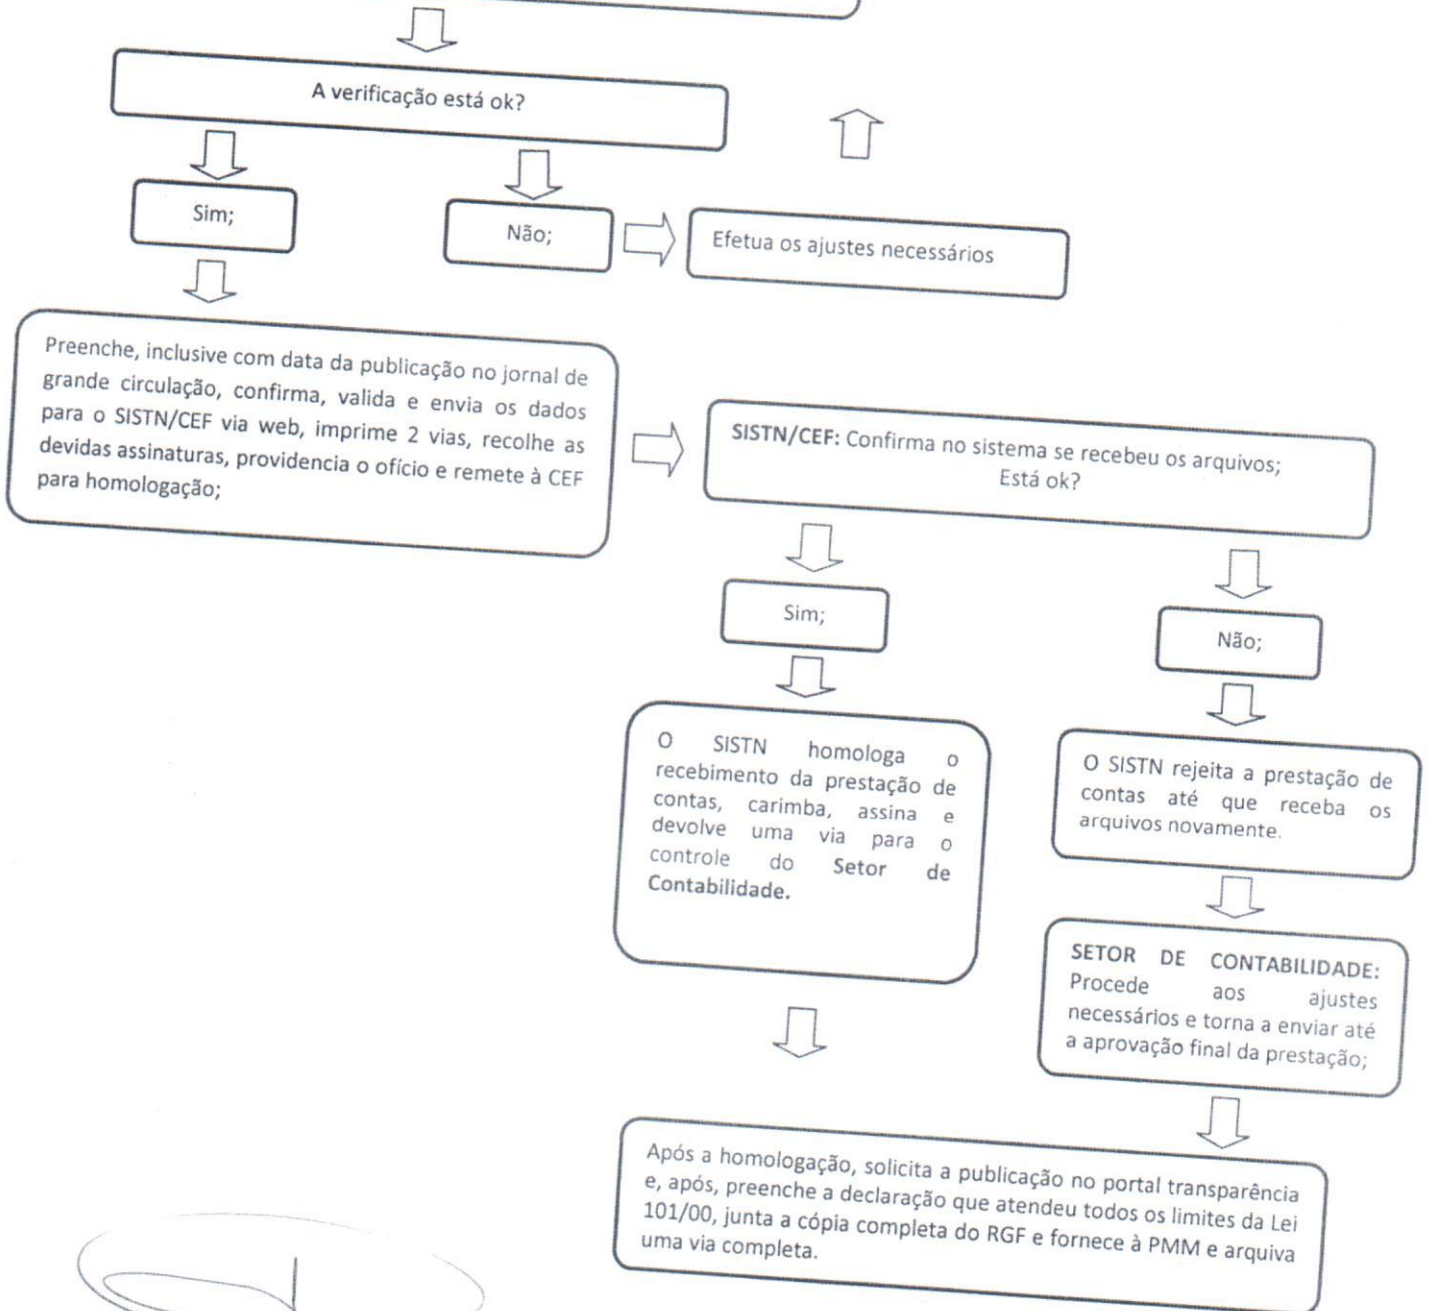 A verificação está ok?
Sim;
Não;
Efetua os ajustes necessários
Preenche, inclusive com data da publicação no jornal de
grande circulação, confirma, valida e envia os dados
para o SISTN/CEF via web, imprime 2 vias, recolhe as
devidas assinaturas, providencia o ofício e remete à CEF
para homologação;
SISTN/CEF: Confirma no sistema se recebeu os arquivos;
Está ok?
Sim;
Não;
O SISTN homologa o
recebimento da prestação de
contas, carimba, assina e
devolve uma via para o
controle do Setor de
Contabilidade.
O SISTN rejeita a prestação de
contas até que receba os
arquivos novamente.
SETOR DE CONTABILIDADE:
Procede aos ajustes
necessários e torna a enviar até
a aprovação final da prestação;
Após a homologação, solicita a publicação no portal transparência
e, após, preenche a declaração que atendeu todos os limites da Lei
101/00, junta a cópia completa do RGF e fornece à PMM e arquiva
uma via completa.